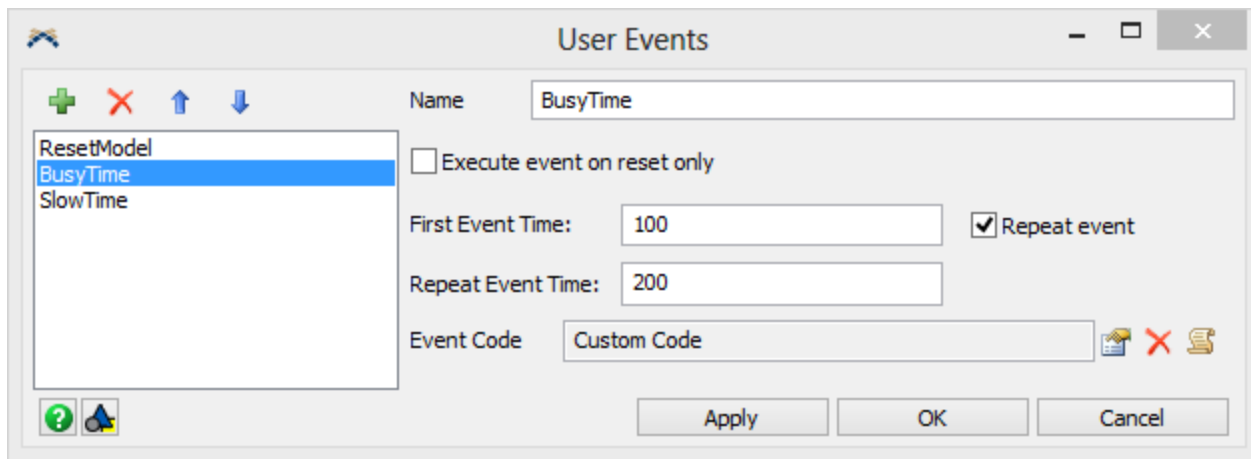 User Events
Name BusyTime
ResetModel
BusyTime
SlowTime
Execute event on reset only
First Event Time: 100 Repeat event
Repeat Event Time: 200
Event Code Custom Code
Apply OK Cancel